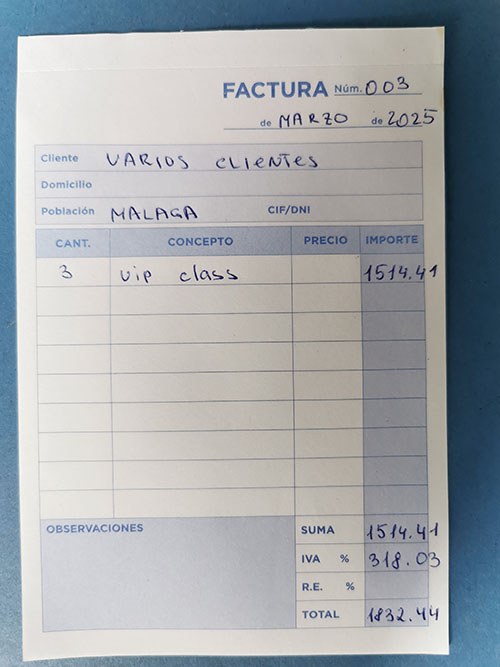 FACTURA Núm. 003
de MARZO de 2025
Cliente VARIOS CLIENTES
Domicilio
Población MALAGA CIF/DNI
CANT. CONCEPTO PRECIO IMPORTE
3 vip class 1514.41
OBSERVACIONES
SUMA 1514.41
IVA % 318.03
R.E. %
TOTAL 1832.44